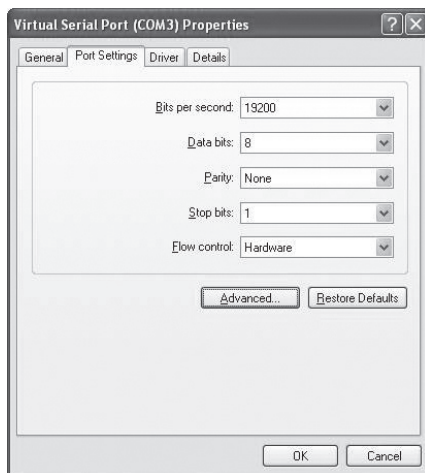 Virtual Serial Port (COM3) Properties
General Port Settings Driver Details
Bits per second: 19200
Data bits: 8
Parity: None
Stop bits: 1
Flow control: Hardware
Advanced... Restore Defaults
OK Cancel